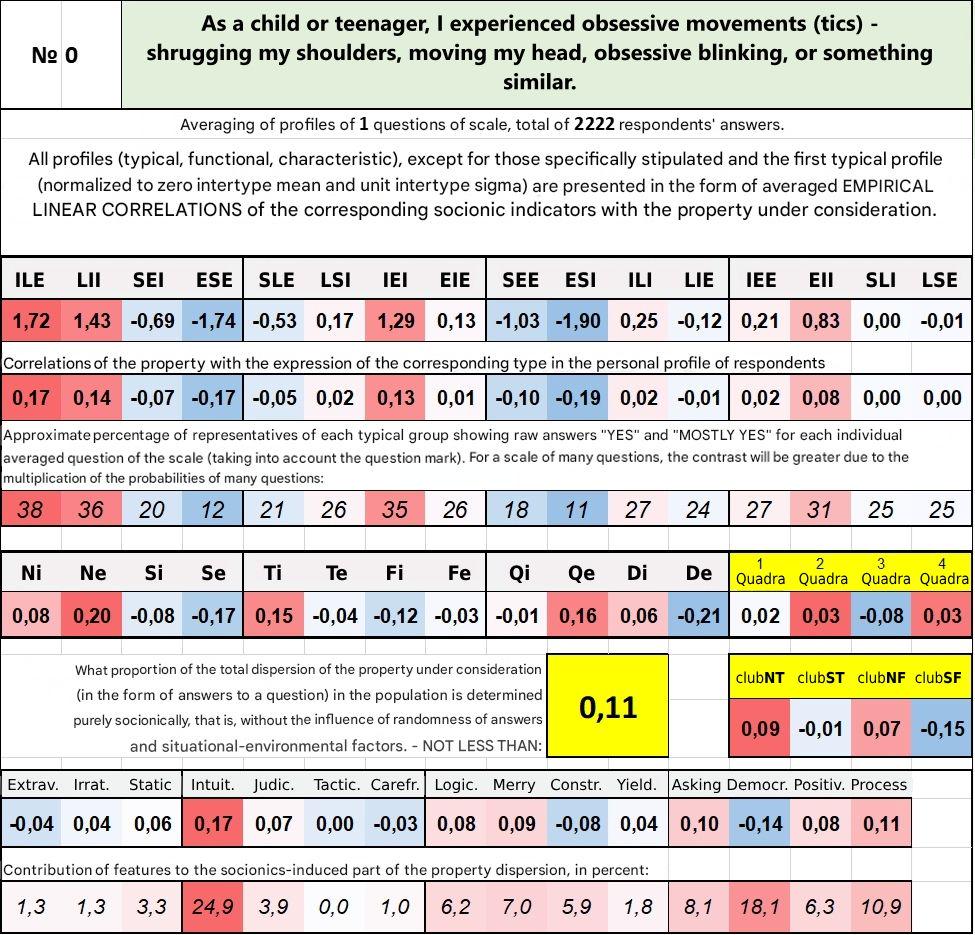 № 0
As a child or teenager, I experienced obsessive movements (tics) -
shrugging my shoulders, moving my head, obsessive blinking, or something
similar.
Averaging of profiles of 1 questions of scale, total of 2222 respondents' answers.
All profiles (typical, functional, characteristic), except for those specifically stipulated and the first typical profile
(normalized to zero intertype mean and unit intertype sigma) are presented in the form of averaged EMPIRICAL
LINEAR CORRELATIONS of the corresponding socionic indicators with the property under consideration.
ILE LII SEI ESE SLE LSI IEI EIE SEE ESI ILI LIE IEE EII SLI LSE
1,72 1,43 -0,69 -1,74 -0,53 0,17 1,29 0,13 -1,03 -1,90 0,25 -0,12 0,21 0,83 0,00 -0,01
Correlations of the property with the expression of the corresponding type in the personal profile of respondents
0,17 0,14 -0,07 -0,17 -0,05 0,02 0,13 0,01 -0,10 -0,19 0,02 -0,01 0,02 0,08 0,00 0,00
Approximate percentage of representatives of each typical group showing raw answers "YES" and "MOSTLY YES" for each individual
averaged question of the scale (taking into account the question mark). For a scale of many questions, the contrast will be greater due to the
multiplication of the probabilities of many questions:
38 36 20 12 21 26 35 26 18 11 27 24 27 31 25 25
Ni Ne Si Se Ti Te Fi Fe Qi Qe Di De 1 Quadra 2 Quadra 3 Quadra 4 Quadra
0,08 0,20 -0,08 -0,17 0,15 -0,04 -0,12 -0,03 -0,01 0,16 0,06 -0,21 0,02 0,03 -0,08 0,03
What proportion of the total dispersion of the property under consideration
(in the form of answers to a question) in the population is determined
purely socionically, that is, without the influence of randomness of answers
and situational-environmental factors. - NOT LESS THAN:
0,11
clubNT clubST clubNF clubSF
0,09 -0,01 0,07 -0,15
Extrav. Irrat. Static Intuit. Judic. Tactic. Carefr. Logic. Merry Constr. Yield. Asking Democr. Positiv. Process
-0,04 0,04 0,06 0,17 0,07 0,00 -0,03 0,08 0,09 -0,08 0,04 0,10 -0,14 0,08 0,11
Contribution of features to the socionics-induced part of the property dispersion, in percent:
1,3 1,3 3,3 24,9 3,9 0,0 1,0 6,2 7,0 5,9 1,8 8,1 18,1 6,3 10,9